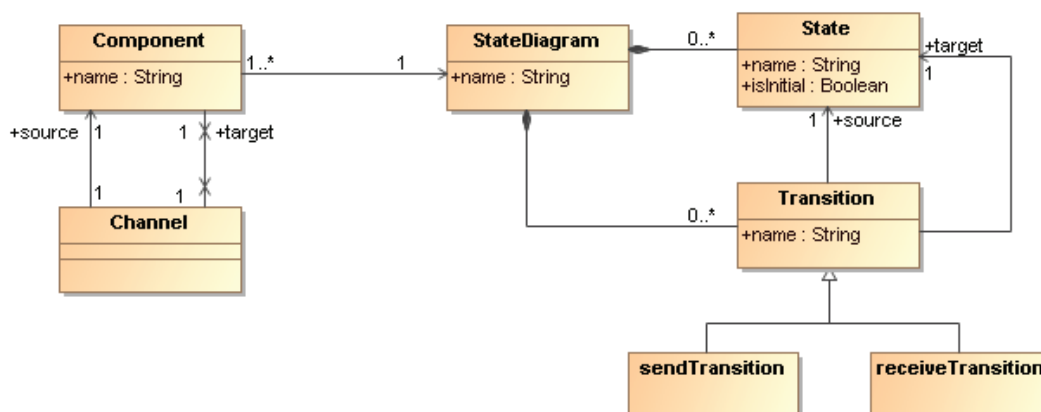 Component
+name : String
1..*
1
StateDiagram
+name : String
0..*
State
+name : String
+isInitial : Boolean
+target
1
+source
1
1
+target
1
+source
1
1
Channel
0..*
Transition
+name : String
sendTransition
receiveTransition